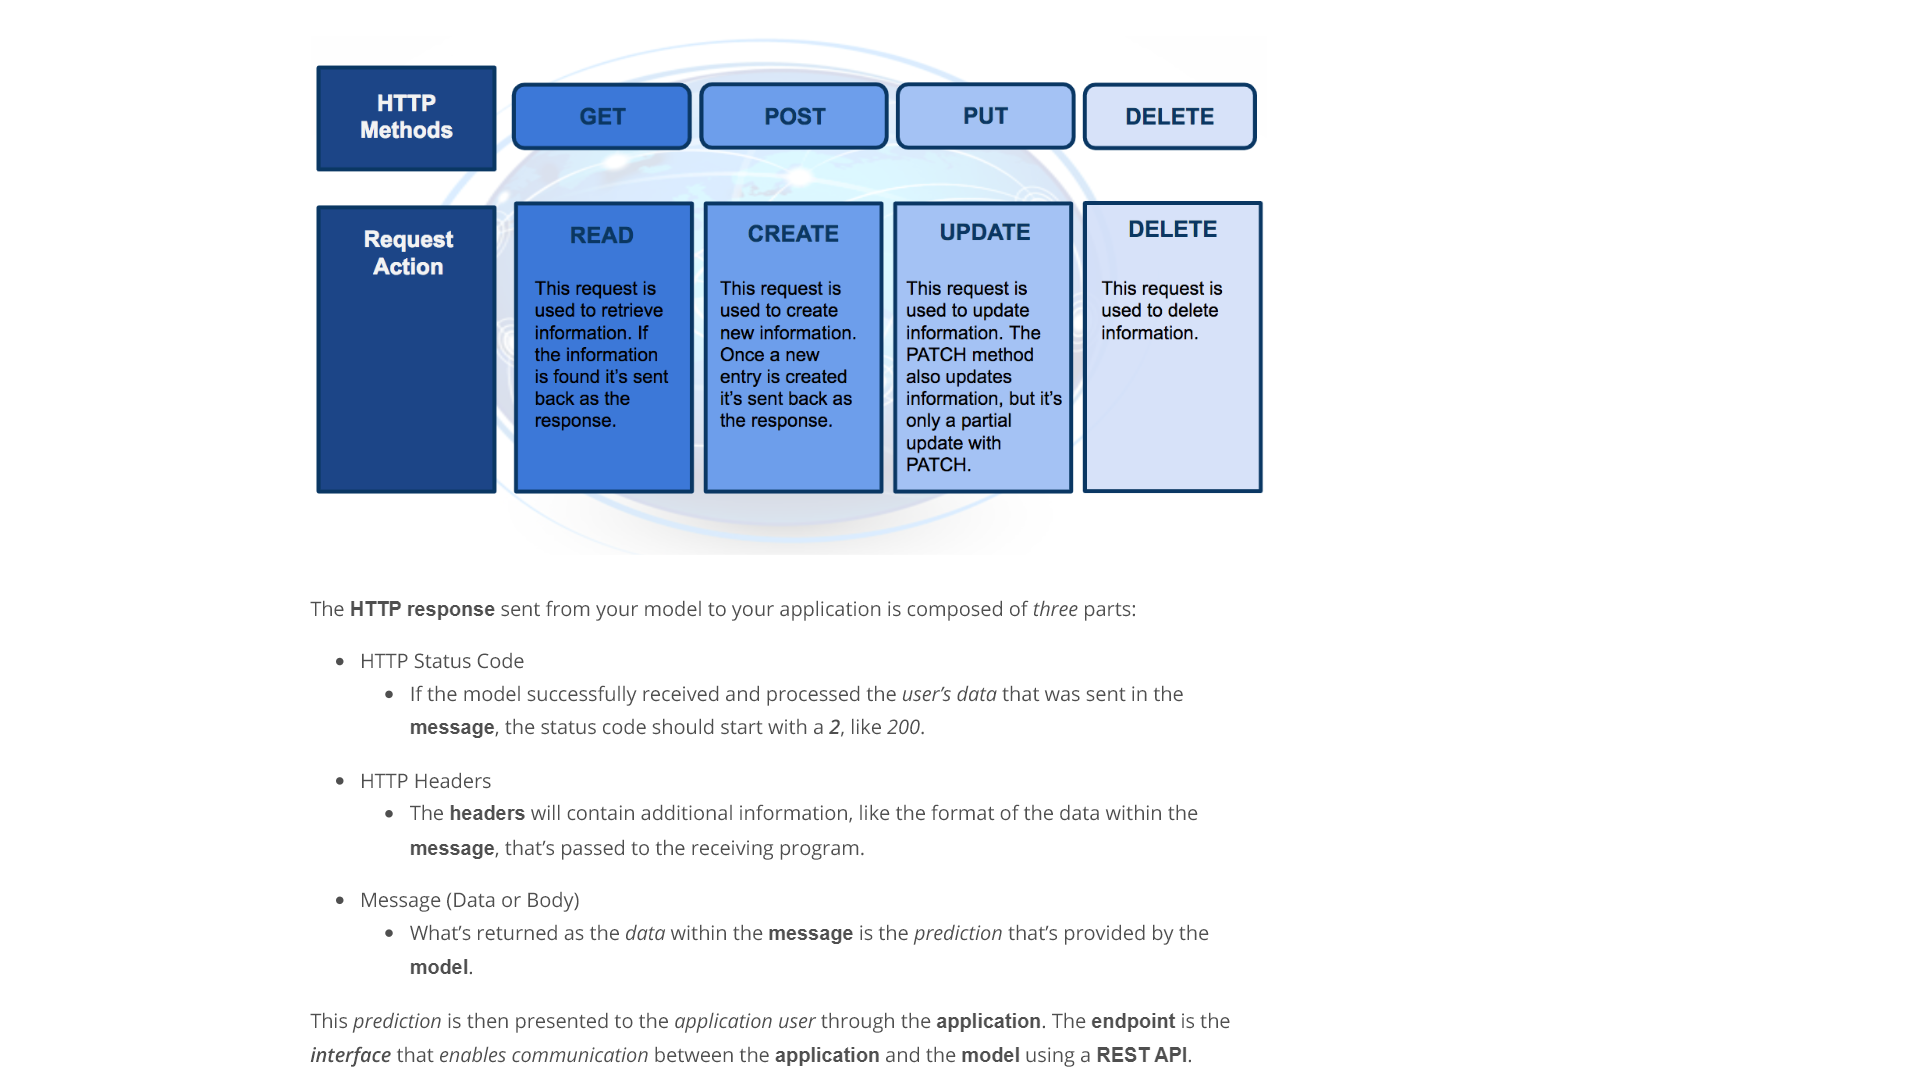 HTTP
Methods
GET
POST
PUT
DELETE
Request
Action
READ
This request is
used to retrieve
information. If
the information
is found it's sent
back as the
response.
CREATE
This request is
used to create
new information.
Once a new
entry is created
it's sent back as
the response.
UPDATE
This request is
used to update
information. The
PATCH method
also updates
information, but it's
only a partial
update with
PATCH.
DELETE
This request is
used to delete
information.
The HTTP response sent from your model to your application is composed of three parts:
• HTTP Status Code
• If the model successfully received and processed the user's data that was sent in the
message, the status code should start with a 2, like 200.
• HTTP Headers
• The headers will contain additional information, like the format of the data within the
message, that's passed to the receiving program.
• Message (Data or Body)
• What's returned as the data within the message is the prediction that's provided by the
model.
This prediction is then presented to the application user through the application. The endpoint is the
interface that enables communication between the application and the model using a REST API.